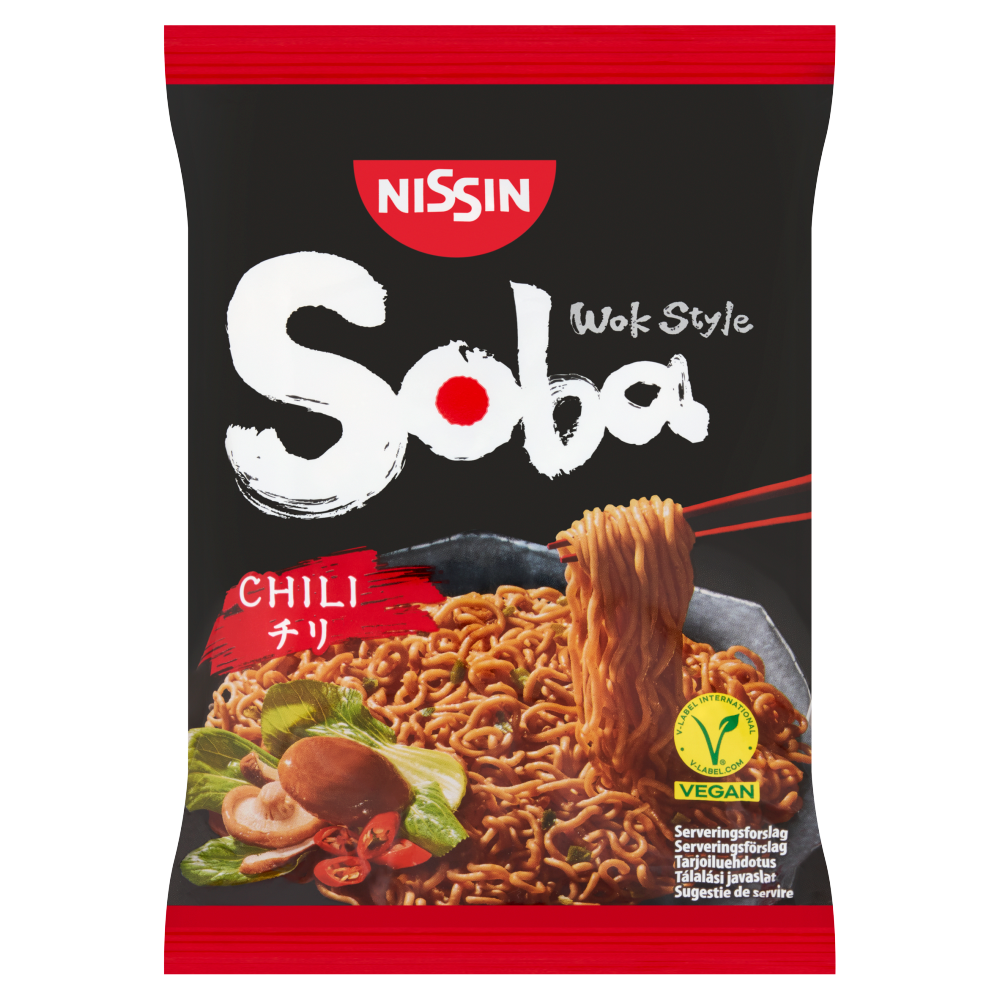 NISSIN
Soba
Wok Style
CHILI
チリ
V-LABEL INTERNATIONAL
V-LABEL.COM
VEGAN
Serveringsforslag
Serveringsförslag
Tarjoiluehdotus
Tálalási javaslat
Sugestie de servire